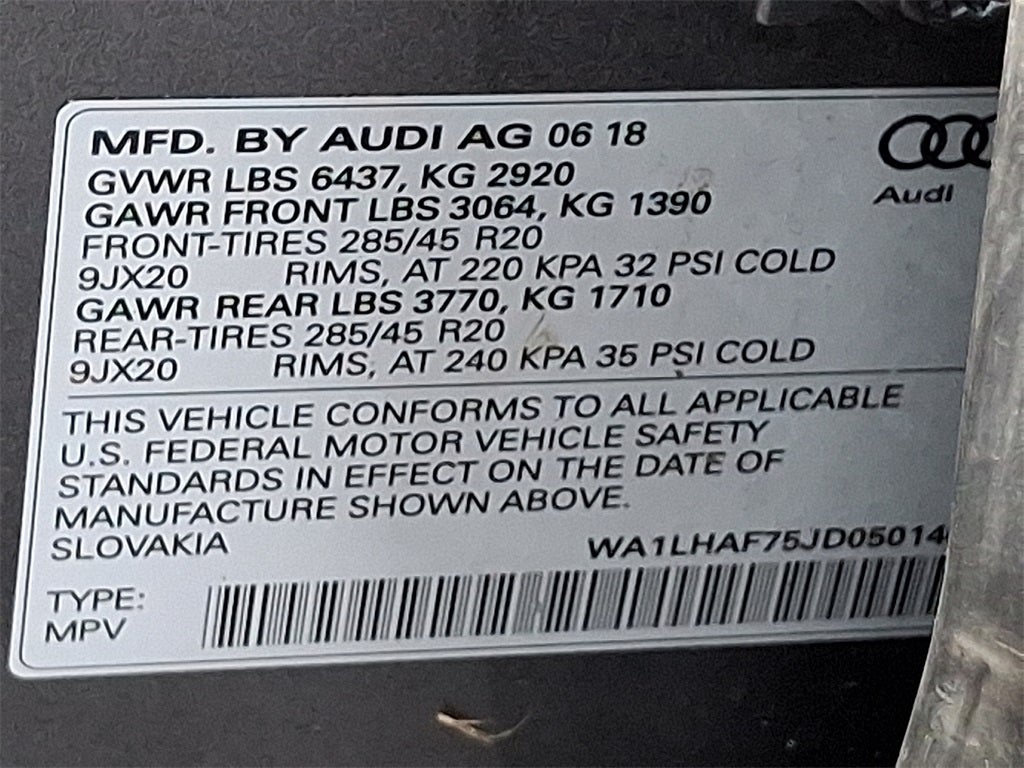 MFD. BY AUDI AG 06 18
GVWR LBS 6437, KG 2920
GAWR FRONT LBS 3064, KG 1390
FRONT-TIRES 285/45 R20
9JX20 RIMS, AT 220 KPA 32 PSI COLD
GAWR REAR LBS 3770, KG 1710
REAR-TIRES 285/45 R20
9JX20 RIMS, AT 240 KPA 35 PSI COLD
Audi
THIS VEHICLE CONFORMS TO ALL APPLICABLE
U.S. FEDERAL MOTOR VEHICLE SAFETY
STANDARDS IN EFFECT ON THE DATE OF
MANUFACTURE SHOWN ABOVE.
SLOVAKIA WA1LHAF75JD05014
TYPE:
MPV